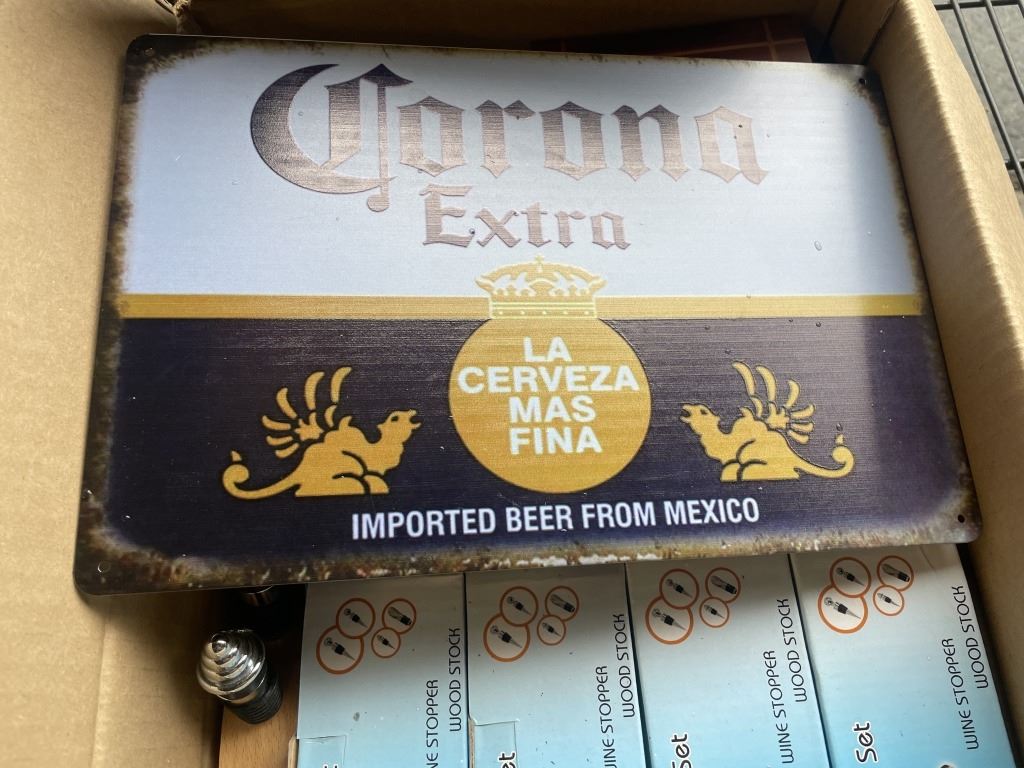 Corona
Extra
LA
CERVEZA
MAS
FINA
IMPORTED BEER FROM MEXICO
WINE STOPPER
WOOD STOCK
WINE STOPPER
WOOD STOCK
WINE STOPPER
WOOD STOCK
Set
WINE STOPPER
WOOD STOCK
Set